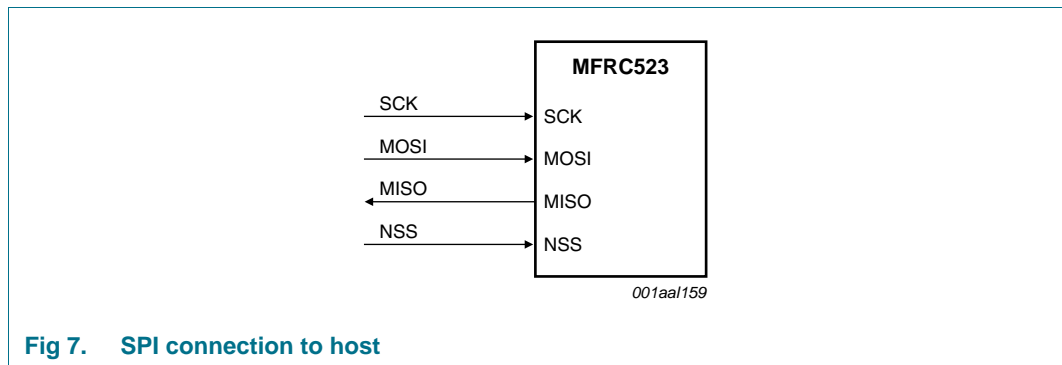 MFRC523
SCK SCK
MOSI MOSI
MISO MISO
NSS NSS
001aal159
Fig 7. SPI connection to host